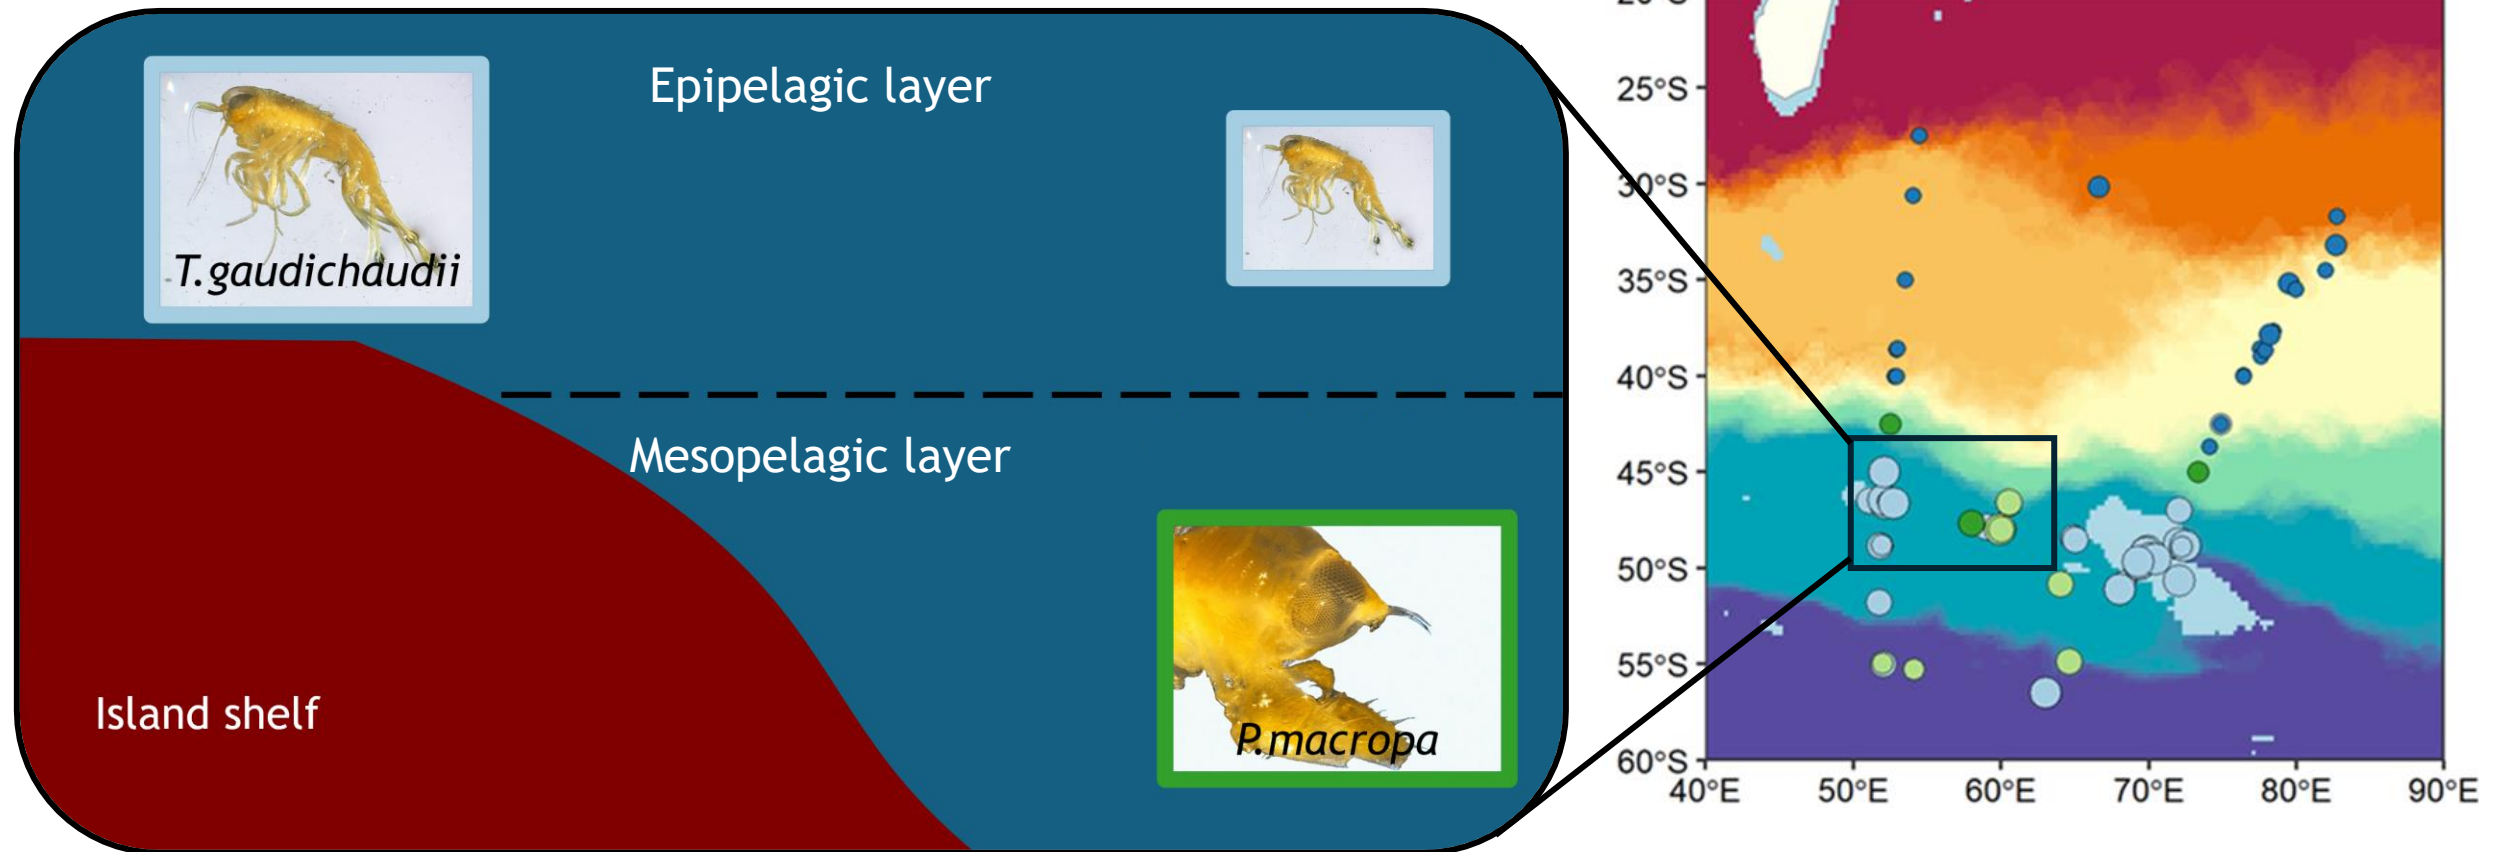 Epipelagic layer
T.gaudichaudii
Mesopelagic layer
P.macropa
Island shelf
25°S
30°S
35°S
40°S
45°S
50°S
55°S
60°S
40°E
50°E
60°E
70°E
80°E
90°E